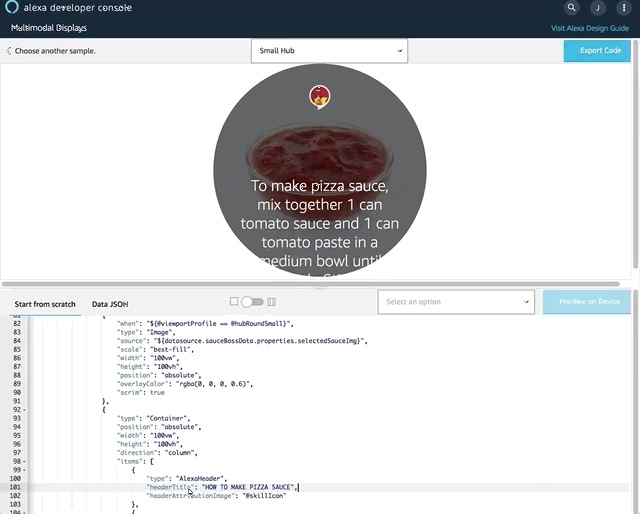 alexa developer console
J
Multimodal Displays
Visit Alexa Design Guide
Choose another sample.
Small Hub
Export Code
To make pizza sauce,
mix together 1 can
tomato sauce and 1 can
tomato paste in a
medium bowl until
Start from scratch
Data JSON
Select an option
Preview on Device
{
82 "when": "${@viewportProfile == @hubRoundSmall}",
83 "type": "Image",
84 "source": "${datasource.sauceBossData.properties.selectedSauceImg}",
85 "scale": "best-fill",
86 "width": "100vw",
87 "height": "100vh",
88 "position": "absolute",
89 "overlayColor": "rgba(0, 0, 0, 0.6)",
90 "scrim": true
91 },
92 {
93 "type": "Container",
94 "position": "absolute",
95 "width": "100vw",
96 "height": "100vh",
97 "direction": "column",
98 "items": [
99 {
100 "type": "AlexaHeader",
101 "headerTitle": "HOW TO MAKE PIZZA SAUCE",
102 "headerAttributionImage": "@skillIcon"
103 },
104 {